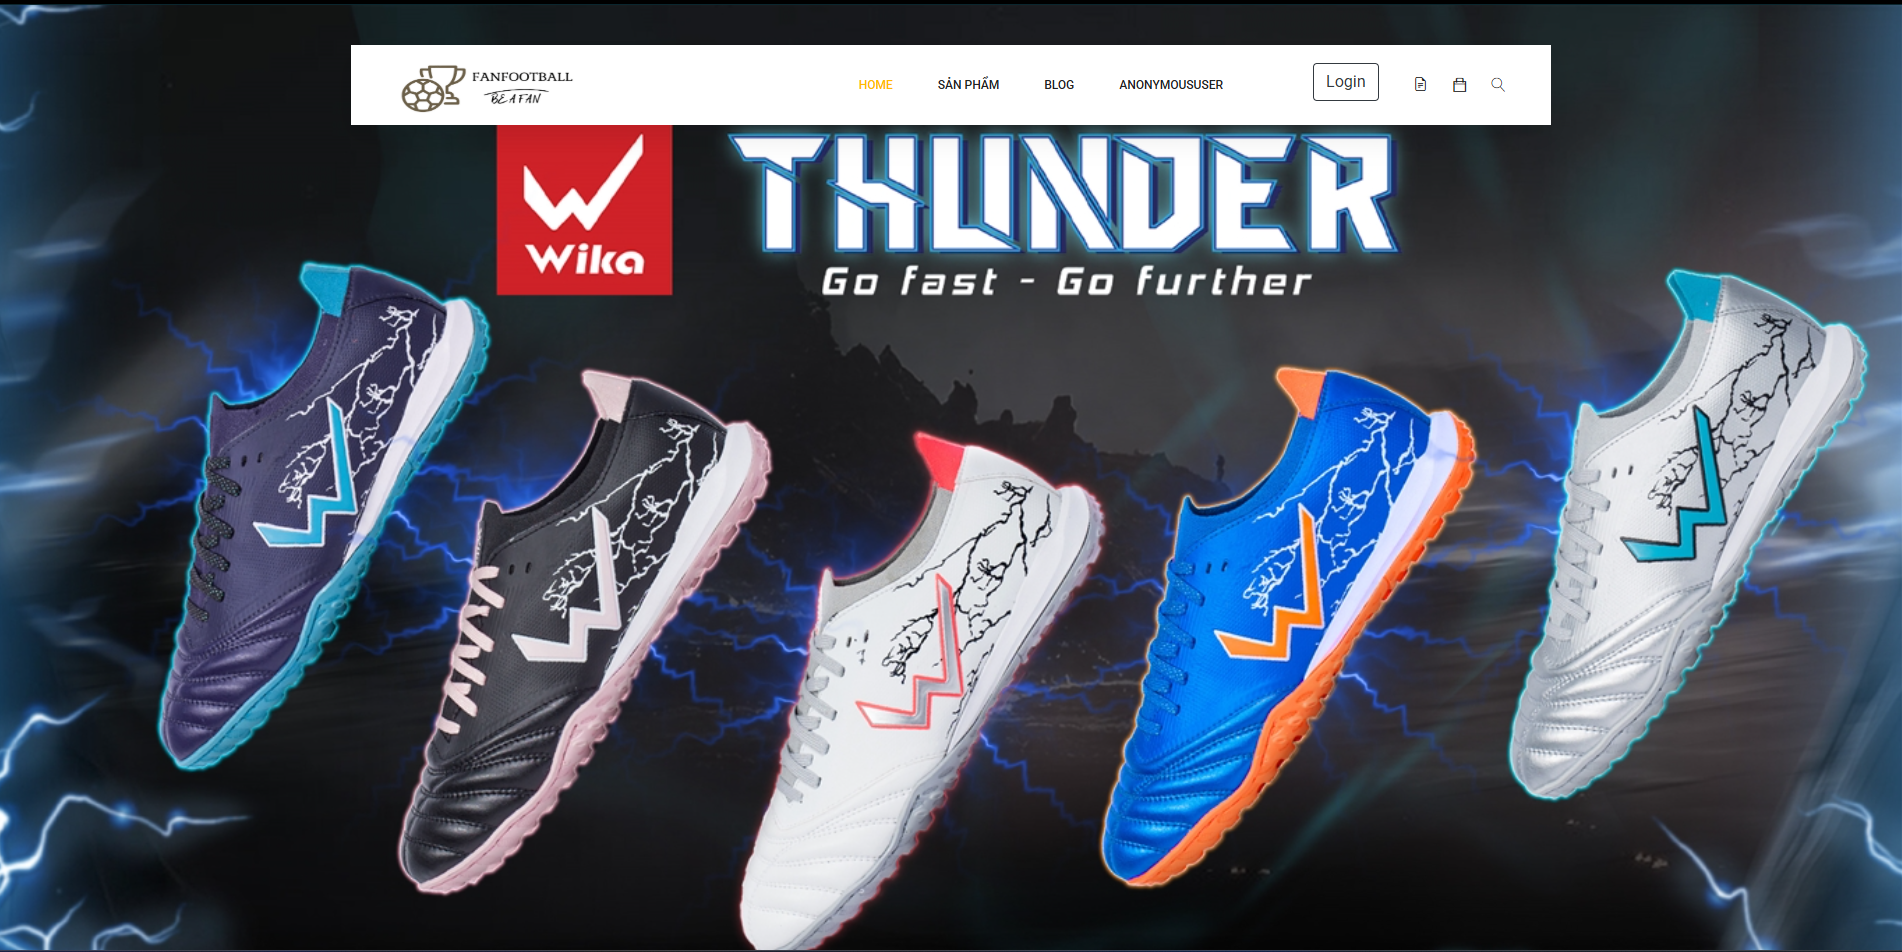 FANFOOTBALL
BE A FAN
HOME
SẢN PHẨM
BLOG
ANONYMOUSUSER
Login
Wika
THUNDER
Go fast - Go further